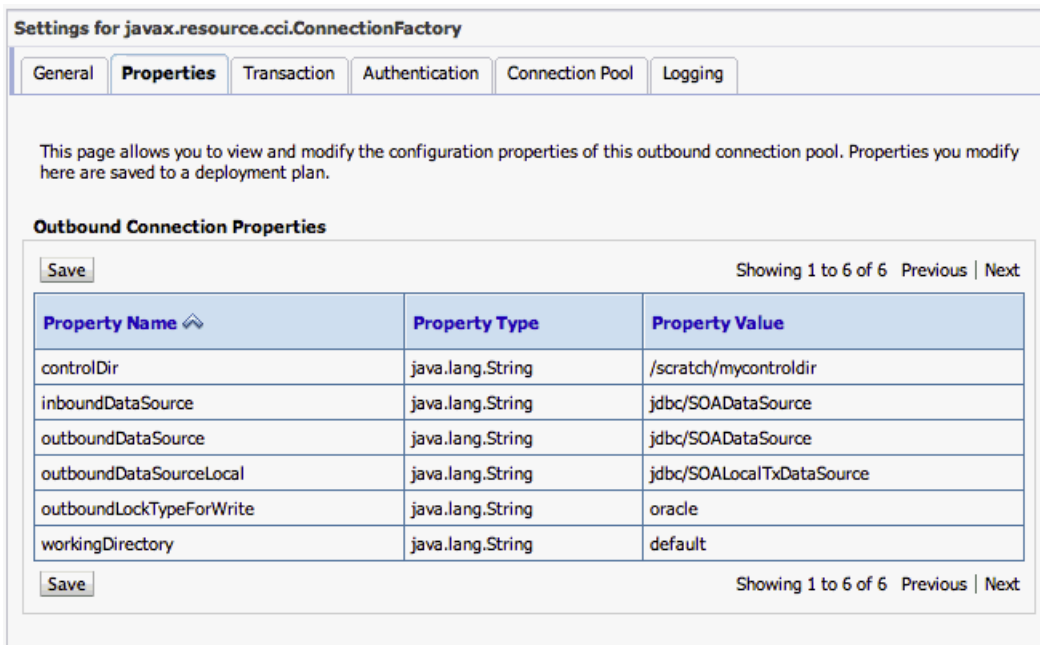 Settings for javax.resource.cci.ConnectionFactory
General Properties Transaction Authentication Connection Pool Logging
This page allows you to view and modify the configuration properties of this outbound connection pool. Properties you modify
here are saved to a deployment plan.
Outbound Connection Properties
Save Showing 1 to 6 of 6 Previous | Next
Property Name Property Type Property Value
controlDir java.lang.String /scratch/mycontroldir
inboundDataSource java.lang.String jdbc/SOADataSource
outboundDataSource java.lang.String jdbc/SOADataSource
outboundDataSourceLocal java.lang.String jdbc/SOALocalTxDataSource
outboundLockTypeForWrite java.lang.String oracle
workingDirectory java.lang.String default
Save Showing 1 to 6 of 6 Previous | Next